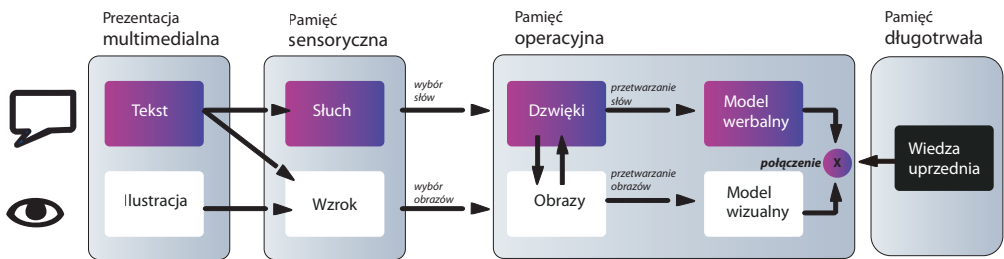 Prezentacja
multimedialna
Pamięć
sensoryczna
Pamięć
operacyjna
Pamięć
długotrwała
Tekst
Słuch
wybór
słów
Dzwięki
przetwarzanie
słów
Model
werbalny
połączenie
X
Wiedza
uprzednia
Ilustracja
Wzrok
wybór
obrazów
Obrazy
przetwarzanie
obrazów
Model
wizualny